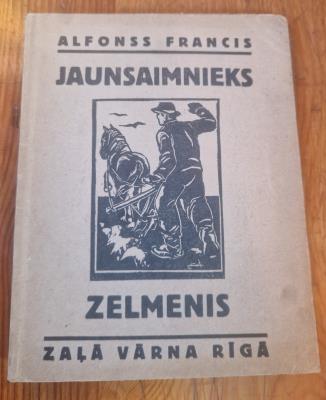 ALFONSS FRANCIS
JAUNSAIMNIEKS
ZELMENIS
ZAĻĀ VĀRNA RĪGĀ